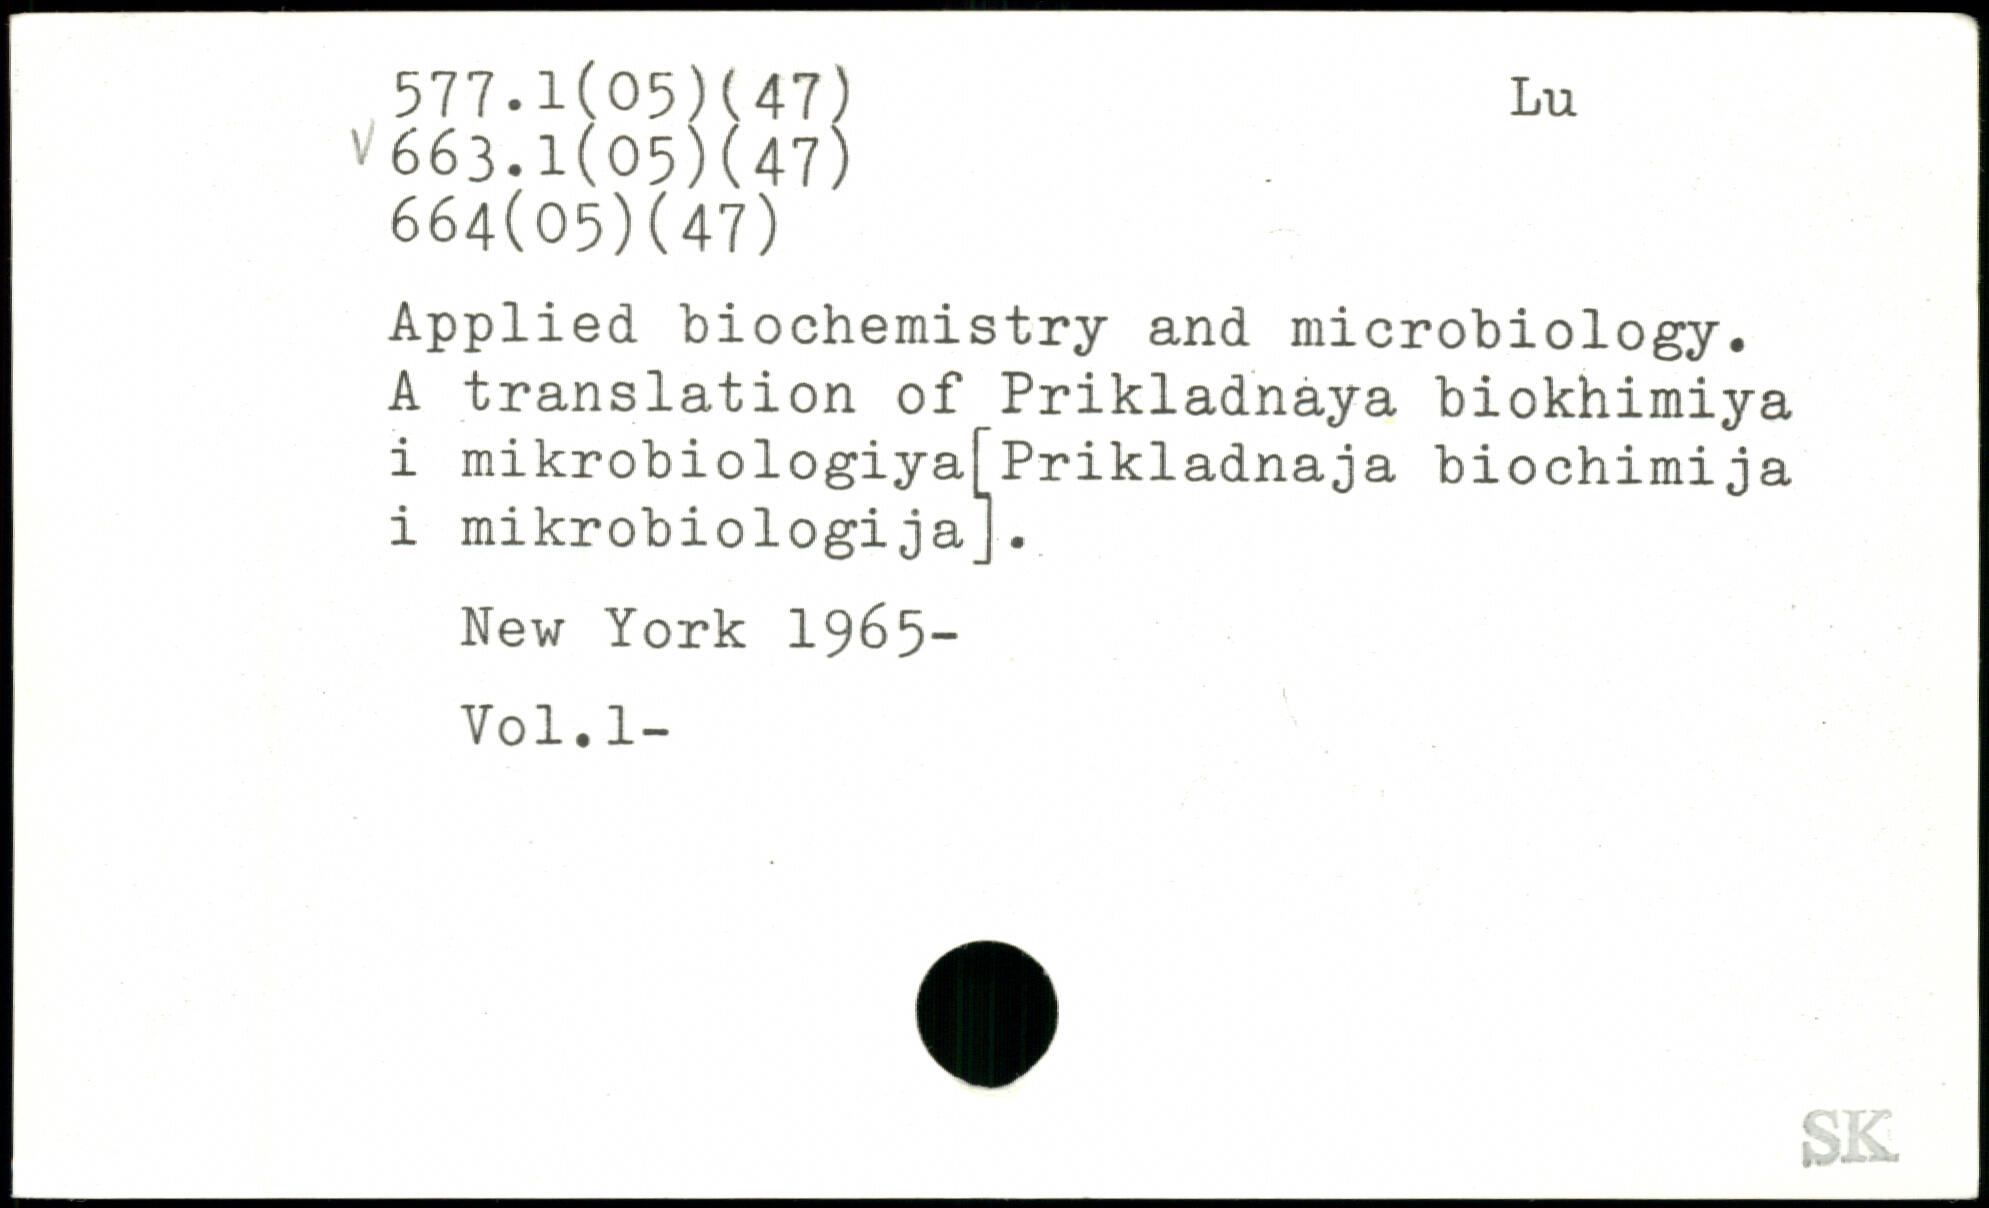 577.1(05)(47) Lu
V 663.1(05)(47)
664(05)(47)
Applied biochemistry and microbiology.
A translation of Prikladnaya biokhimiya
i mikrobiologiya[Prikladnaja biochimija
i mikrobiologija].
New York 1965-
Vol.1-
SK